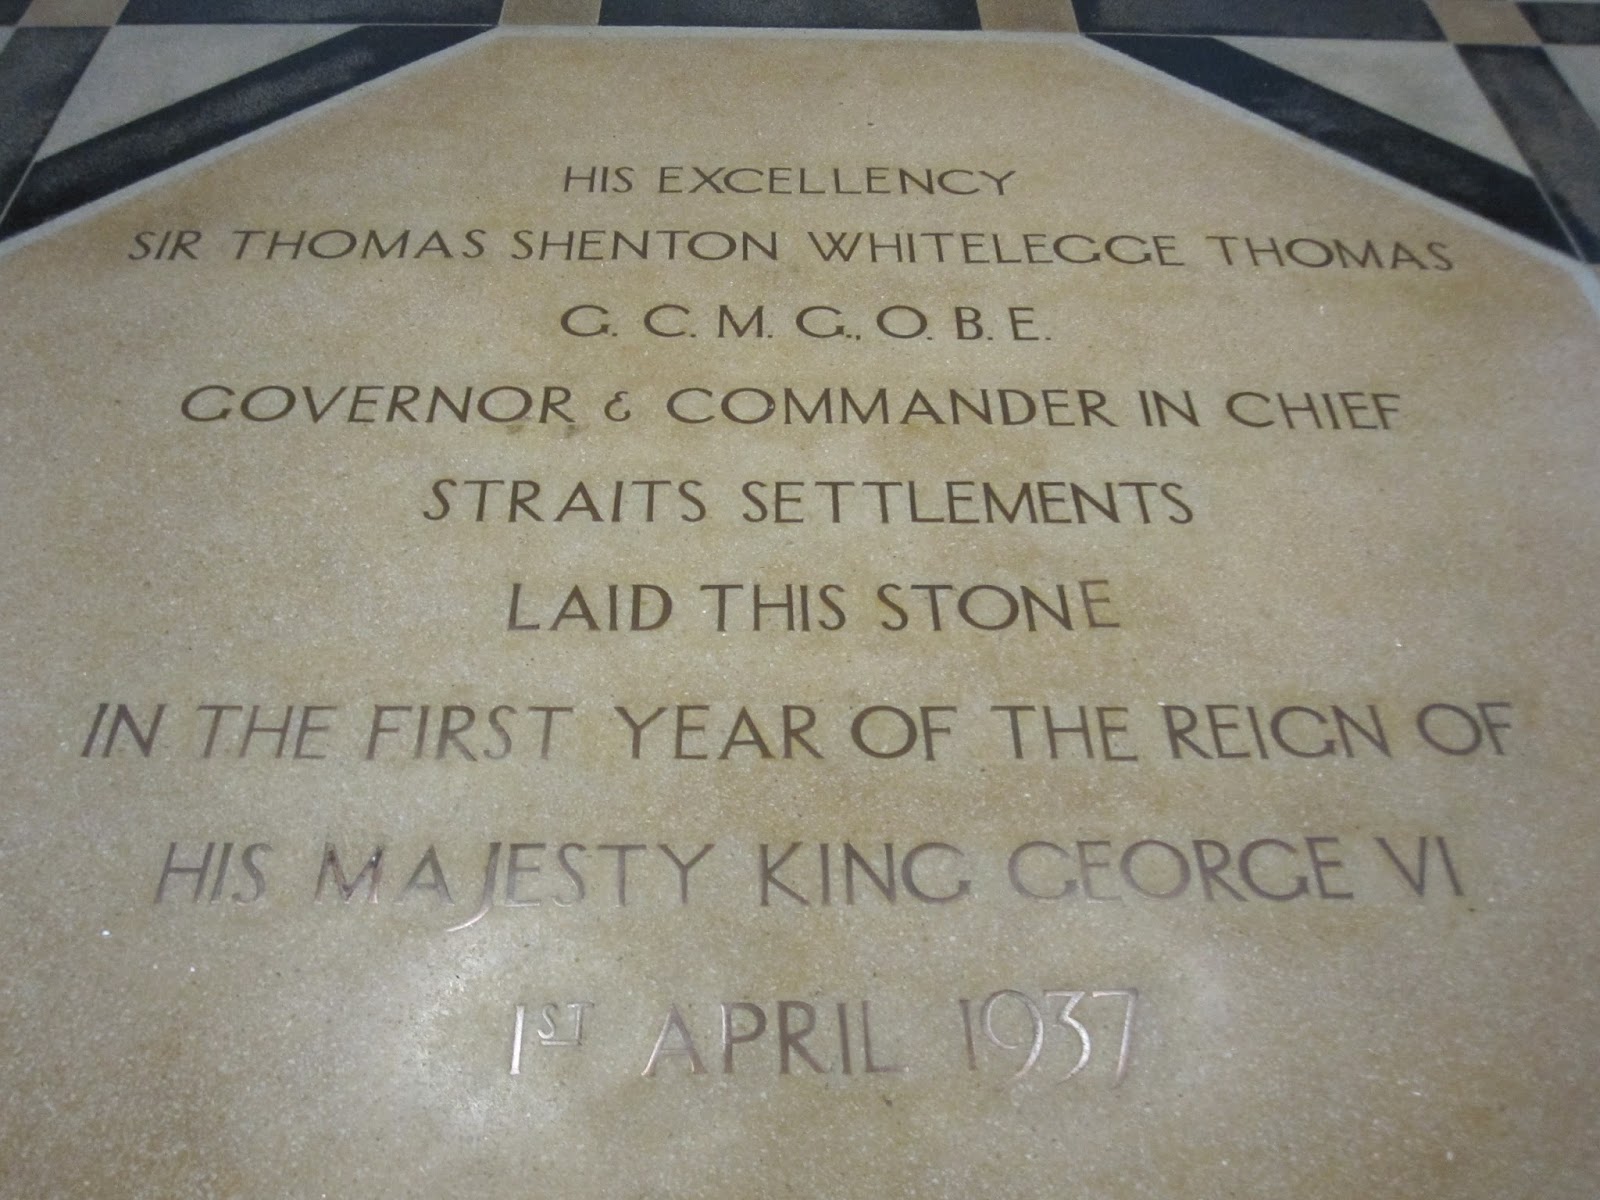 HIS EXCELLENCY
SIR THOMAS SHENTON WHITELEGGE THOMAS
G. C. M. G., O. B. E.
GOVERNOR & COMMANDER IN CHIEF
STRAITS SETTLEMENTS
LAID THIS STONE
IN THE FIRST YEAR OF THE REIGN OF
HIS MAJESTY KING GEORGE VI
1ST APRIL 1937